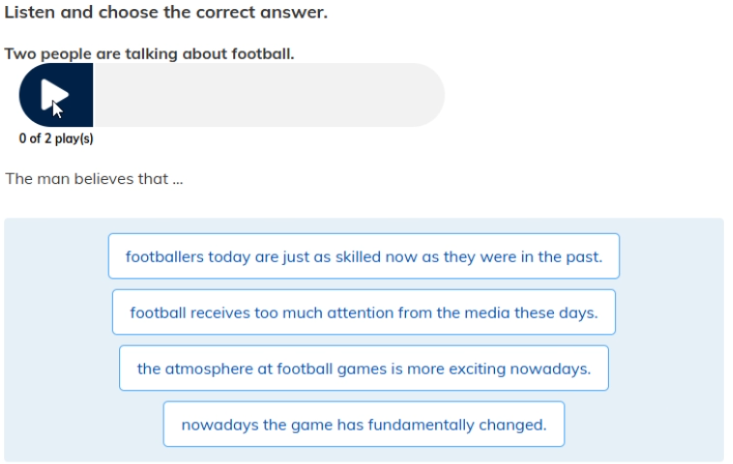 Listen and choose the correct answer.
Two people are talking about football.
0 of 2 play(s)
The man believes that ...
footballers today are just as skilled now as they were in the past.
football receives too much attention from the media these days.
the atmosphere at football games is more exciting nowadays.
nowadays the game has fundamentally changed.